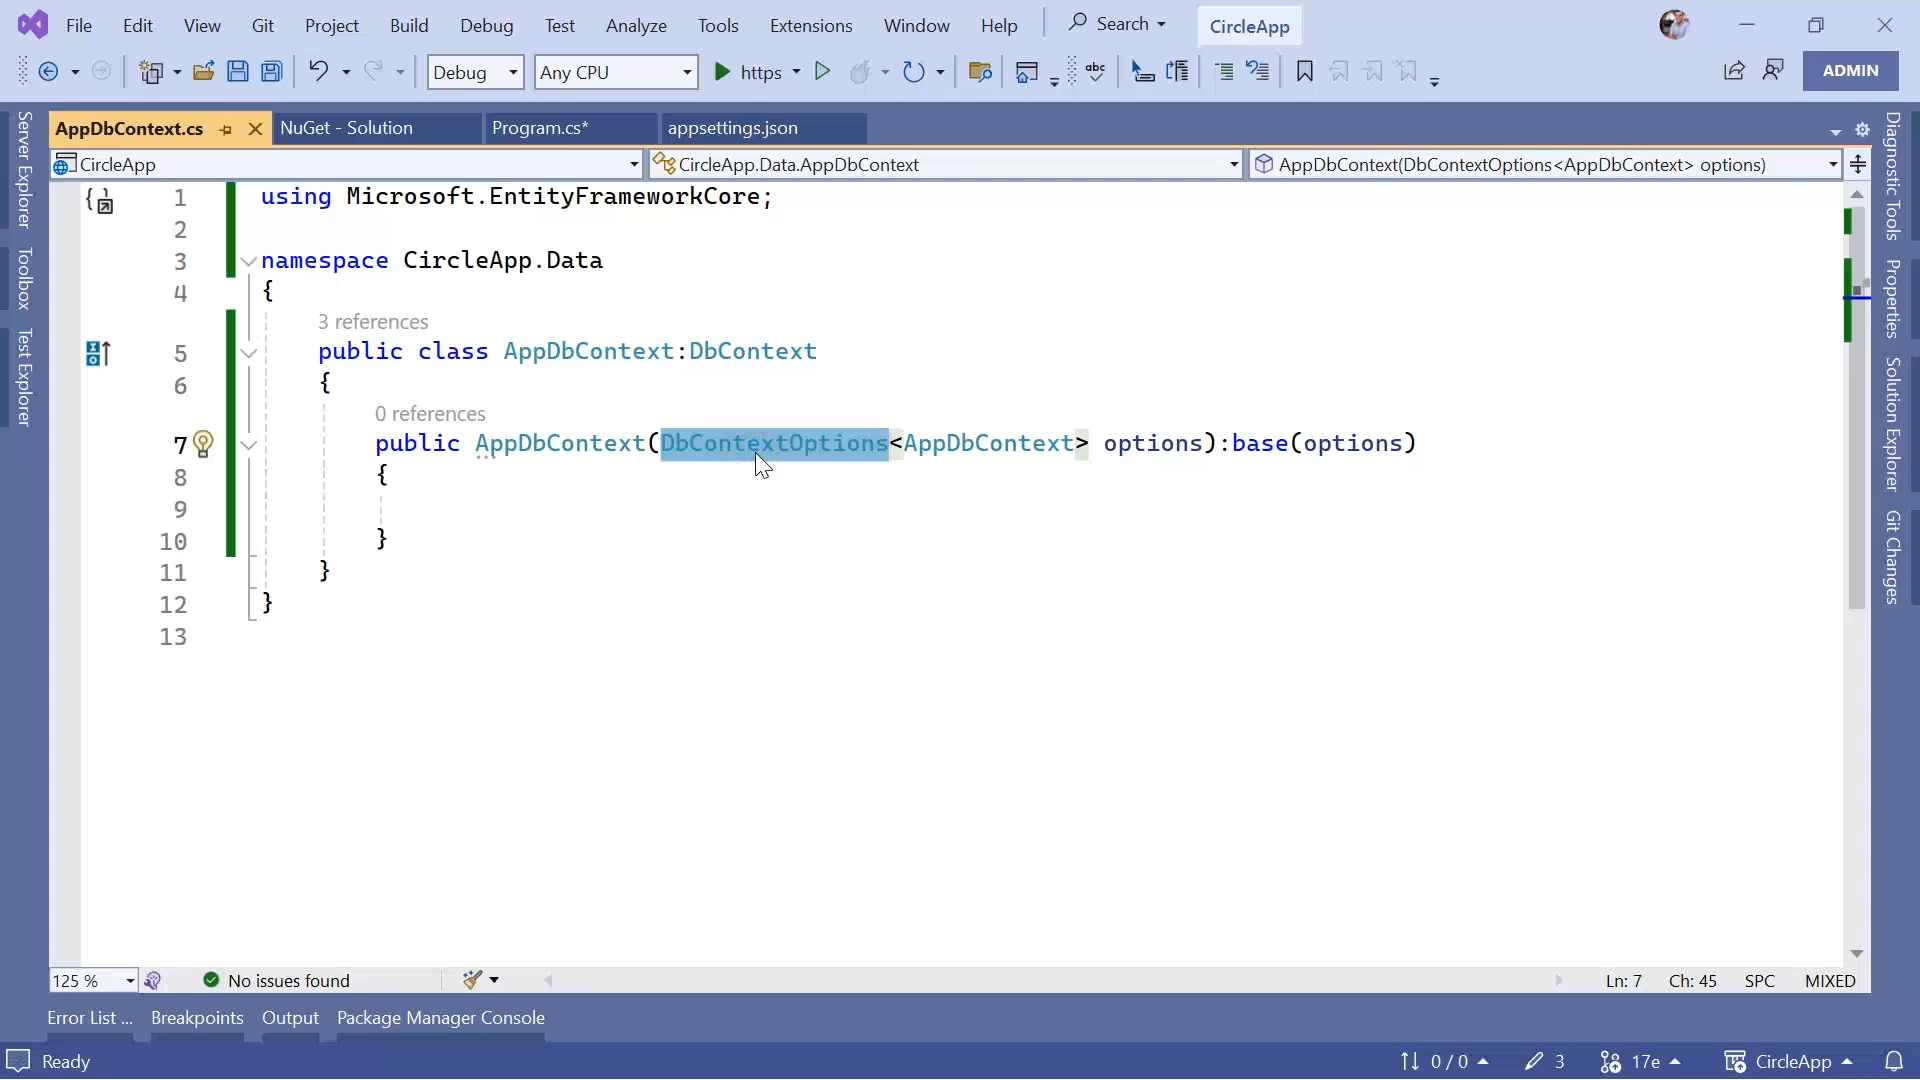 File Edit View Git Project Build Debug Test Analyze Tools Extensions Window Help Search CircleApp
Debug Any CPU https ADMIN
AppDbContext.cs NuGet - Solution Program.cs* appsettings.json
CircleApp CircleApp.Data.AppDbContext AppDbContext(DbContextOptions<AppDbContext> options)
Server Explorer
Toolbox
Test Explorer
1 using Microsoft.EntityFrameworkCore;
2
3 namespace CircleApp.Data
4 {
3 references
5 public class AppDbContext:DbContext
6 {
0 references
7 public AppDbContext(DbContextOptions<AppDbContext> options):base(options)
8 {
9
10 }
11 }
12 }
13
Diagnostic Tools
Properties
Solution Explorer
Git Changes
125 % No issues found Ln: 7 Ch: 45 SPC MIXED
Error List ... Breakpoints Output Package Manager Console
Ready 0 / 0 3 17e CircleApp